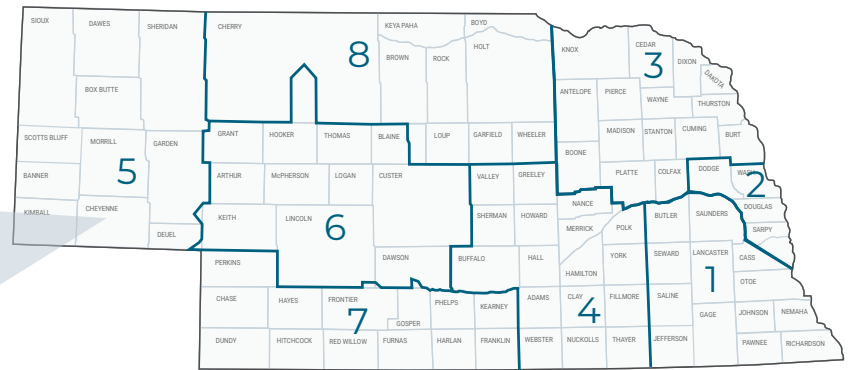 SIOUX
DAWES
SHERIDAN
CHERRY
KEYA PAHA
BOYD
8
BROWN
ROCK
HOLT
KNOX
CEDAR
3
DIXON
DAKOTA
BOX BUTTE
ANTELOPE
PIERCE
WAYNE
THURSTON
SCOTTS BLUFF
MORRILL
GARDEN
GRANT
HOOKER
THOMAS
BLAINE
LOUP
GARFIELD
WHEELER
BOONE
MADISON
STANTON
CUMING
BURT
5
BANNER
ARTHUR
McPHERSON
LOGAN
CUSTER
VALLEY
GREELEY
PLATTE
COLFAX
DODGE
WASH
2
KIMBALL
CHEYENNE
DEUEL
KEITH
LINCOLN
6
SHERMAN
HOWARD
NANCE
MERRICK
POLK
BUTLER
SAUNDERS
DOUGLAS
SARPY
PERKINS
DAWSON
BUFFALO
HALL
HAMILTON
YORK
SEWARD
LANCASTER
CASS
1
OTOE
CHASE
HAYES
FRONTIER
7
GOSPER
PHELPS
KEARNEY
ADAMS
CLAY
4
FILLMORE
SALINE
GAGE
JOHNSON
NEMAHA
DUNDY
HITCHCOCK
RED WILLOW
FURNAS
HARLAN
FRANKLIN
WEBSTER
NUCKOLLS
THAYER
JEFFERSON
PAWNEE
RICHARDSON